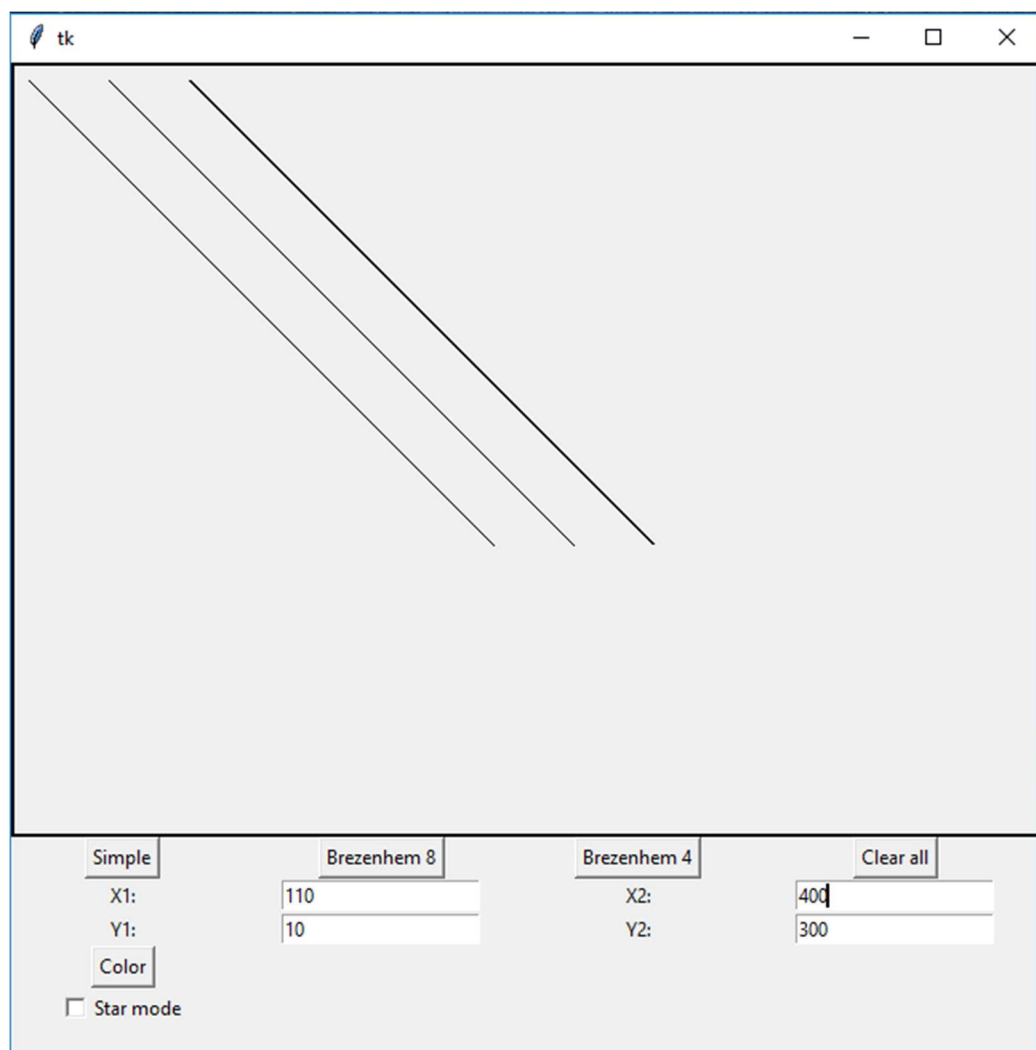 tk
Simple Brezenhem 8 Brezenhem 4 Clear all
X1: 110 X2: 400
Y1: 10 Y2: 300
Color
Star mode